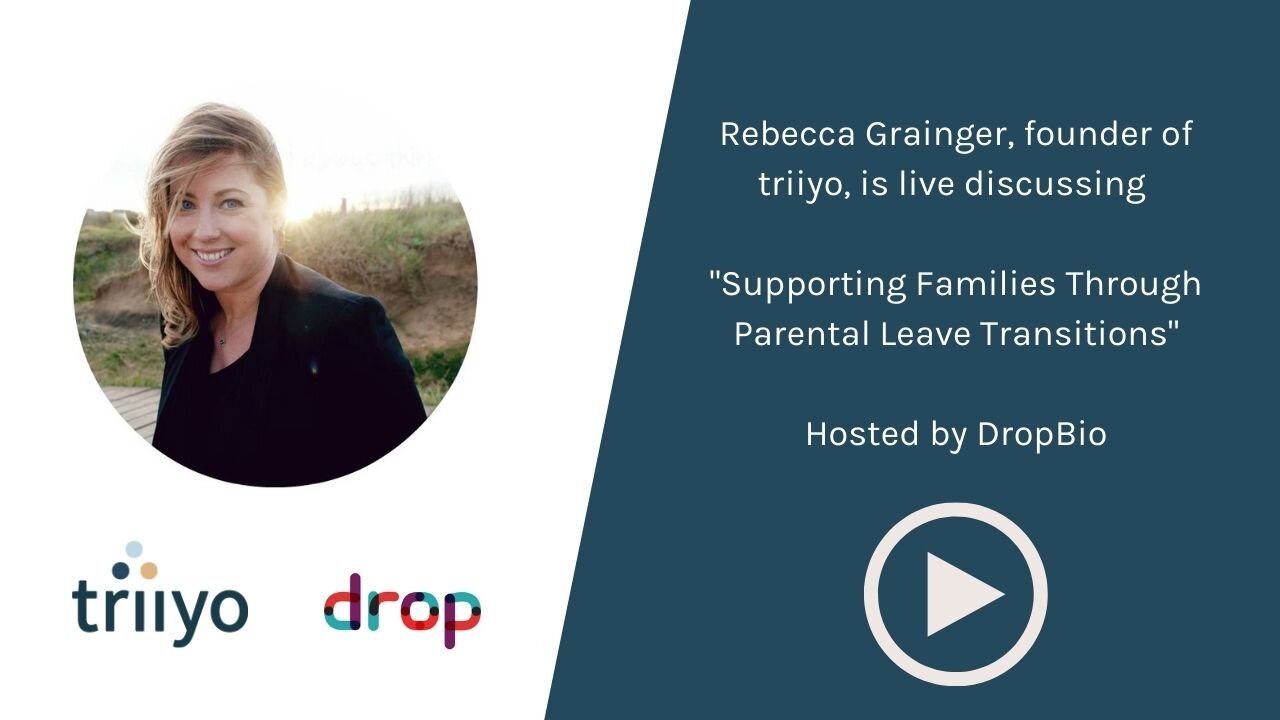 Rebecca Grainger, founder of
triiyo, is live discussing
"Supporting Families Through
Parental Leave Transitions"
Hosted by DropBio
triiyo
drop